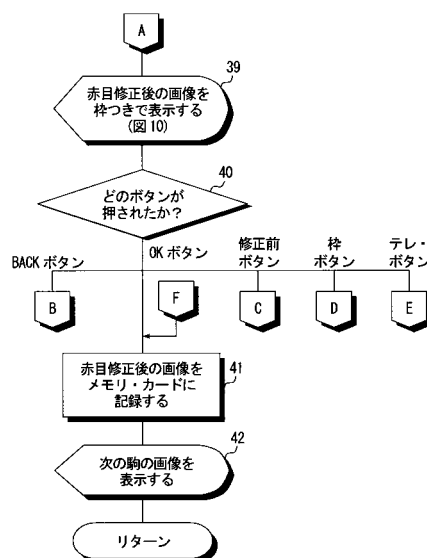 A
39
赤目修正後の画像を
枠つきで表示する
(図10)
40
どのボタンが
押されたか?
BACK ボタン
OK ボタン
修正前
ボタン
枠
ボタン
テレ・
ボタン
B
F
C
D
E
41
赤目修正後の画像を
メモリ・カードに
記録する
42
次の駒の画像を
表示する
リターン